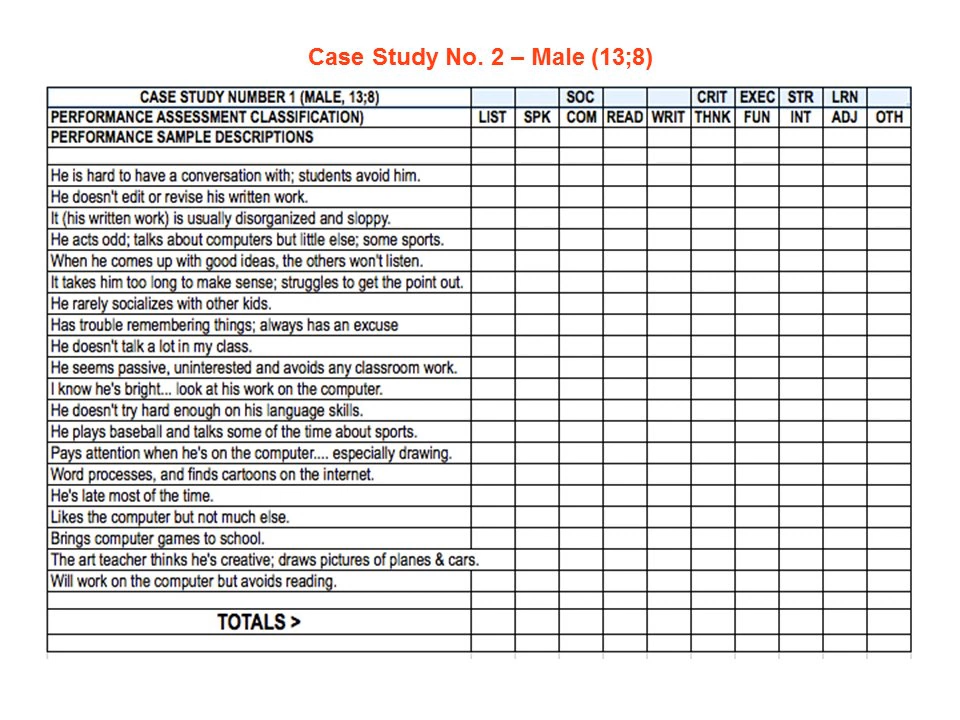 Case Study No. 2 – Male (13;8)
CASE STUDY NUMBER 1 (MALE, 13;8) SOC CRIT EXEC STR LRN
PERFORMANCE ASSESSMENT CLASSIFICATION) LIST SPK COM READ WRIT THNK FUN INT ADJ OTH
PERFORMANCE SAMPLE DESCRIPTIONS
He is hard to have a conversation with; students avoid him.
He doesn't edit or revise his written work.
It (his written work) is usually disorganized and sloppy.
He acts odd; talks about computers but little else; some sports.
When he comes up with good ideas, the others won't listen.
It takes him too long to make sense; struggles to get the point out.
He rarely socializes with other kids.
Has trouble remembering things; always has an excuse
He doesn't talk a lot in my class.
He seems passive, uninterested and avoids any classroom work.
I know he's bright... look at his work on the computer.
He doesn't try hard enough on his language skills.
He plays baseball and talks some of the time about sports.
Pays attention when he's on the computer.... especially drawing.
Word processes, and finds cartoons on the internet.
He's late most of the time.
Likes the computer but not much else.
Brings computer games to school.
The art teacher thinks he's creative; draws pictures of planes & cars.
Will work on the computer but avoids reading.
TOTALS >